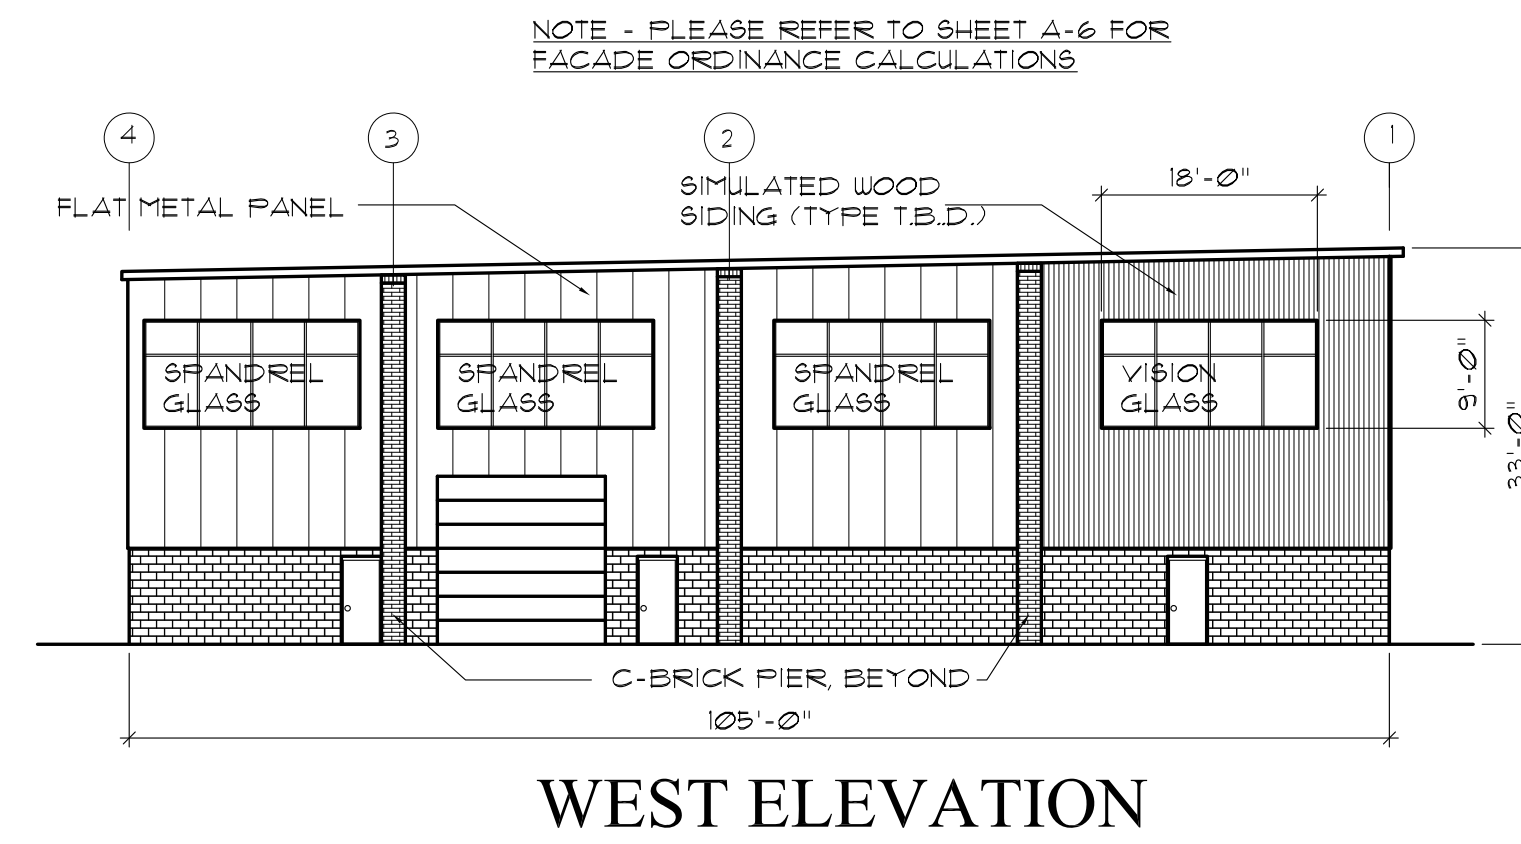 NOTE - PLEASE REFER TO SHEET A-6 FOR
FACADE ORDINANCE CALCULATIONS
4
3
2
1
FLAT METAL PANEL
SIMULATED WOOD
SIDING (TYPE T.B..D.)
18'-0"
SPANDREL
GLASS
SPANDREL
GLASS
SPANDREL
GLASS
VISION
GLASS
9'-0"
33'-0"
C-BRICK PIER, BEYOND
105'-0"
WEST ELEVATION